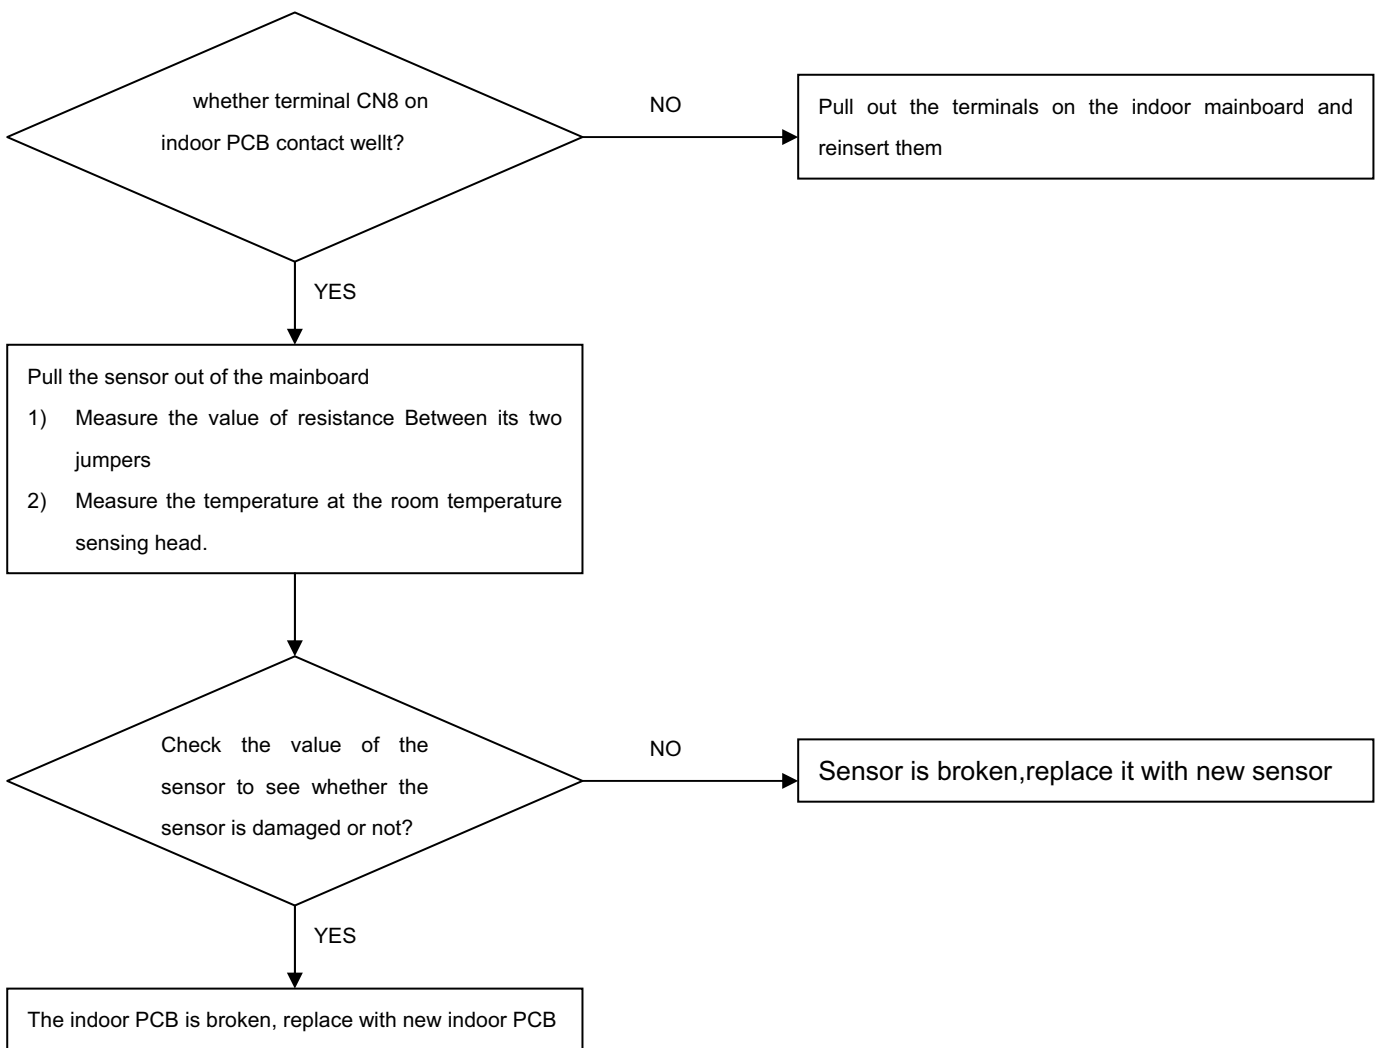 whether terminal CN8 on
indoor PCB contact wellt?
NO
Pull out the terminals on the indoor mainboard and
reinsert them
YES
Pull the sensor out of the mainboard
1) Measure the value of resistance Between its two
jumpers
2) Measure the temperature at the room temperature
sensing head.
Check the value of the
sensor to see whether the
sensor is damaged or not?
NO
Sensor is broken,replace it with new sensor
YES
The indoor PCB is broken, replace with new indoor PCB